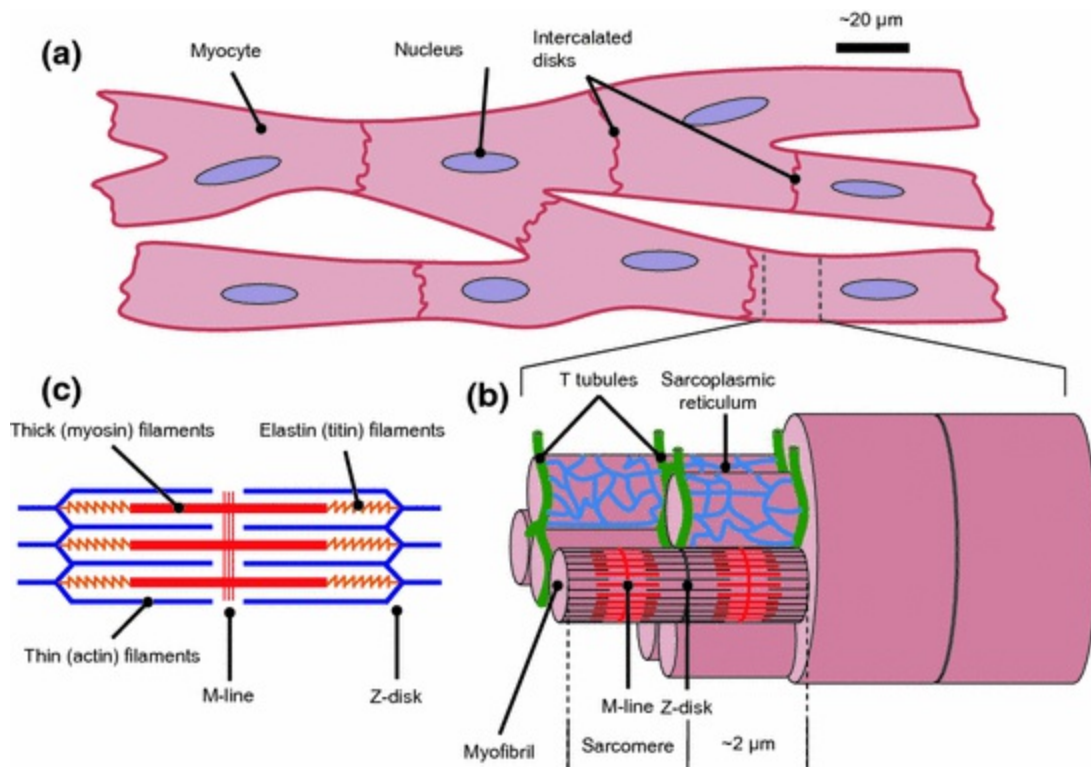 (a)
Myocyte
Nucleus
Intercalated
disks
~20 µm
(c)
Thick (myosin) filaments
Elastin (titin) filaments
Thin (actin) filaments
M-line
Z-disk
(b)
T tubules
Sarcoplasmic
reticulum
M-line
Z-disk
Myofibril
Sarcomere
~2 µm